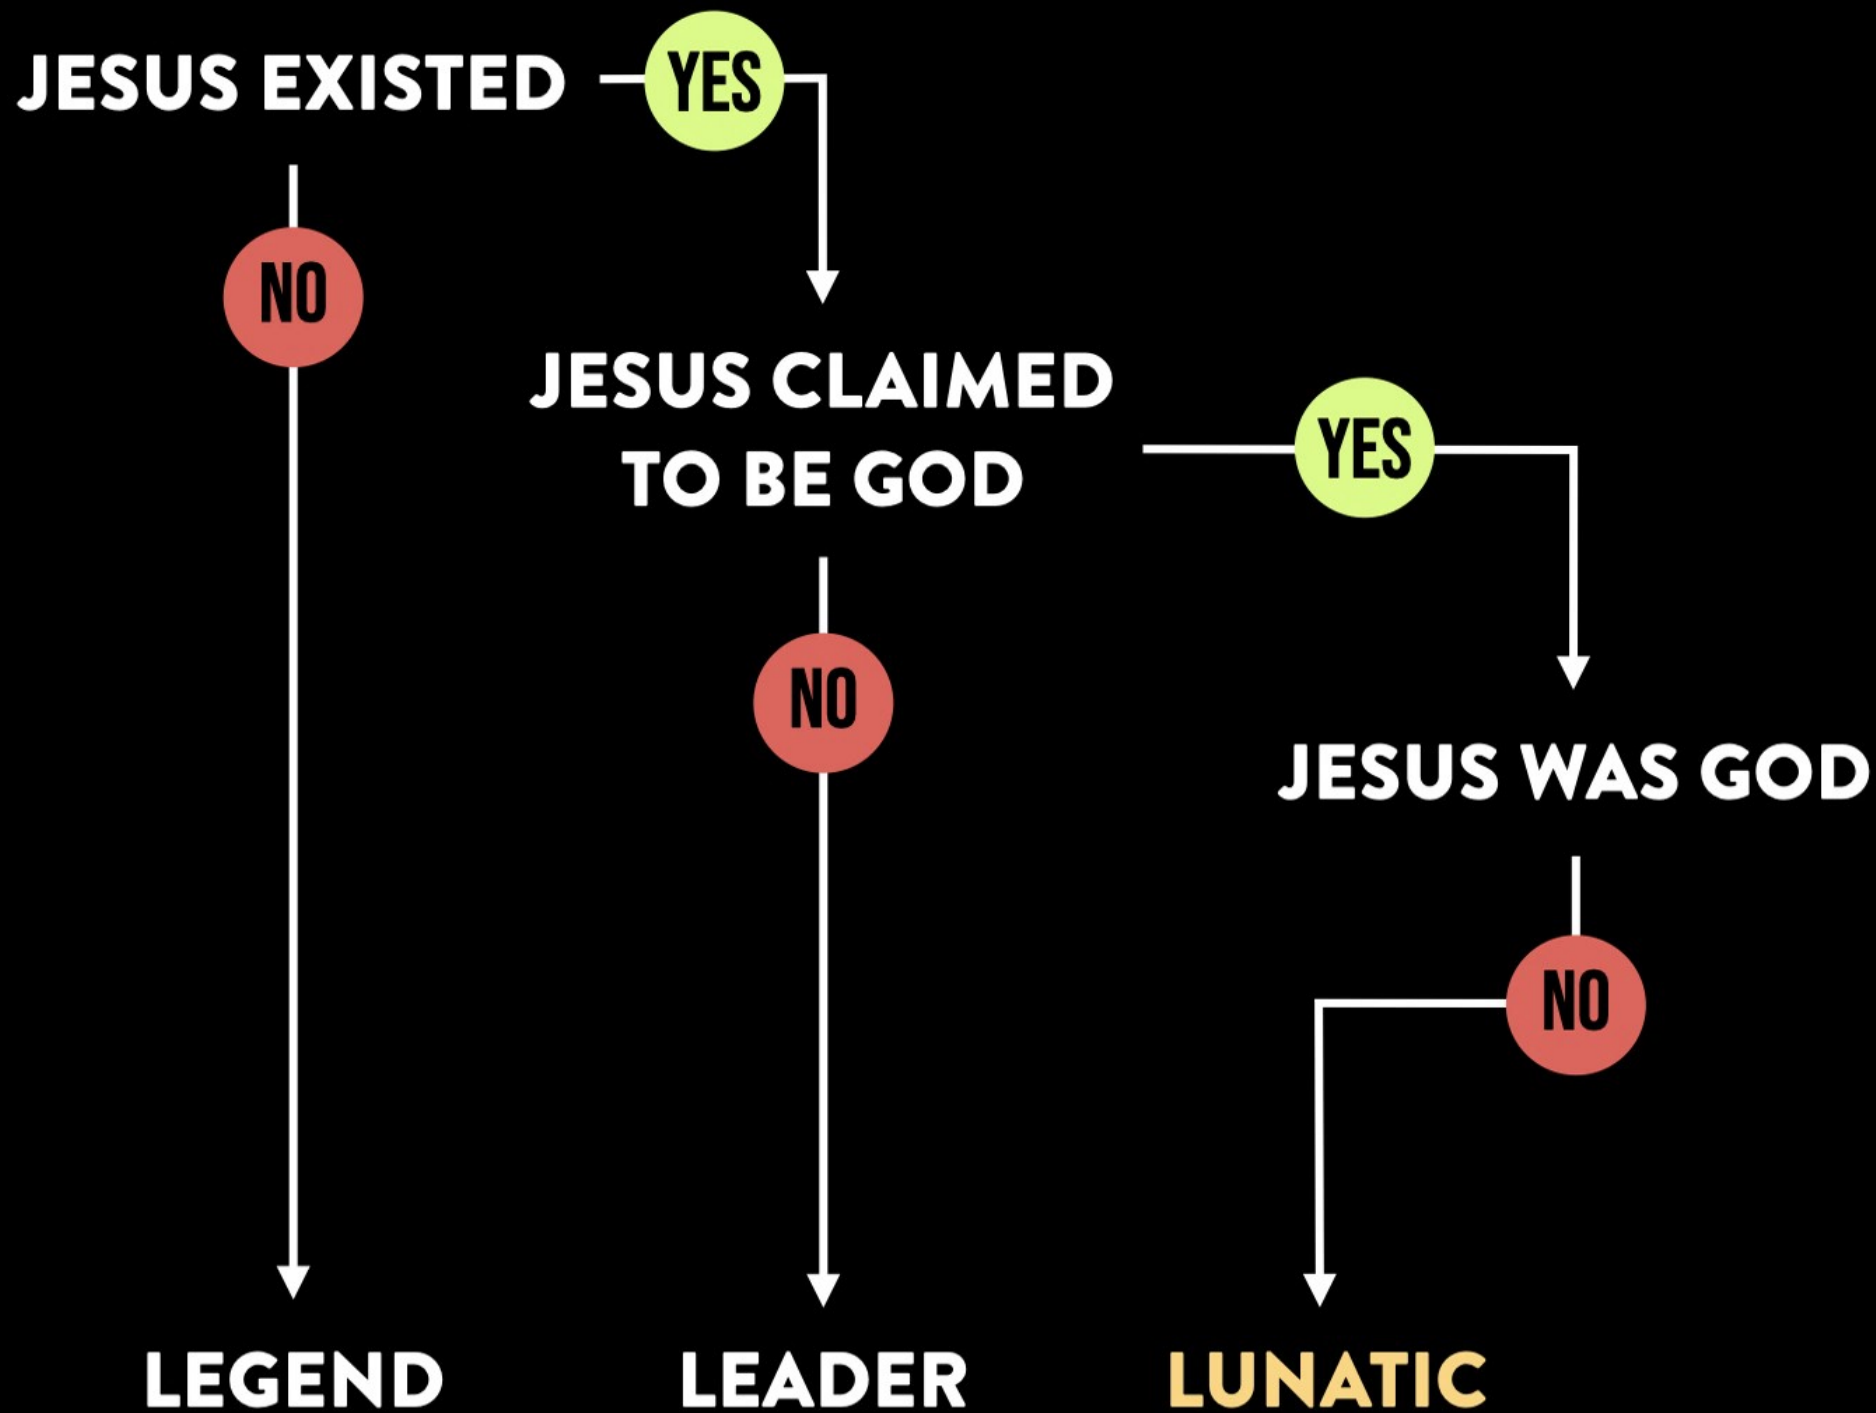 JESUS EXISTED
YES
NO
JESUS CLAIMED
TO BE GOD
YES
NO
JESUS WAS GOD
NO
LEGEND
LEADER
LUNATIC